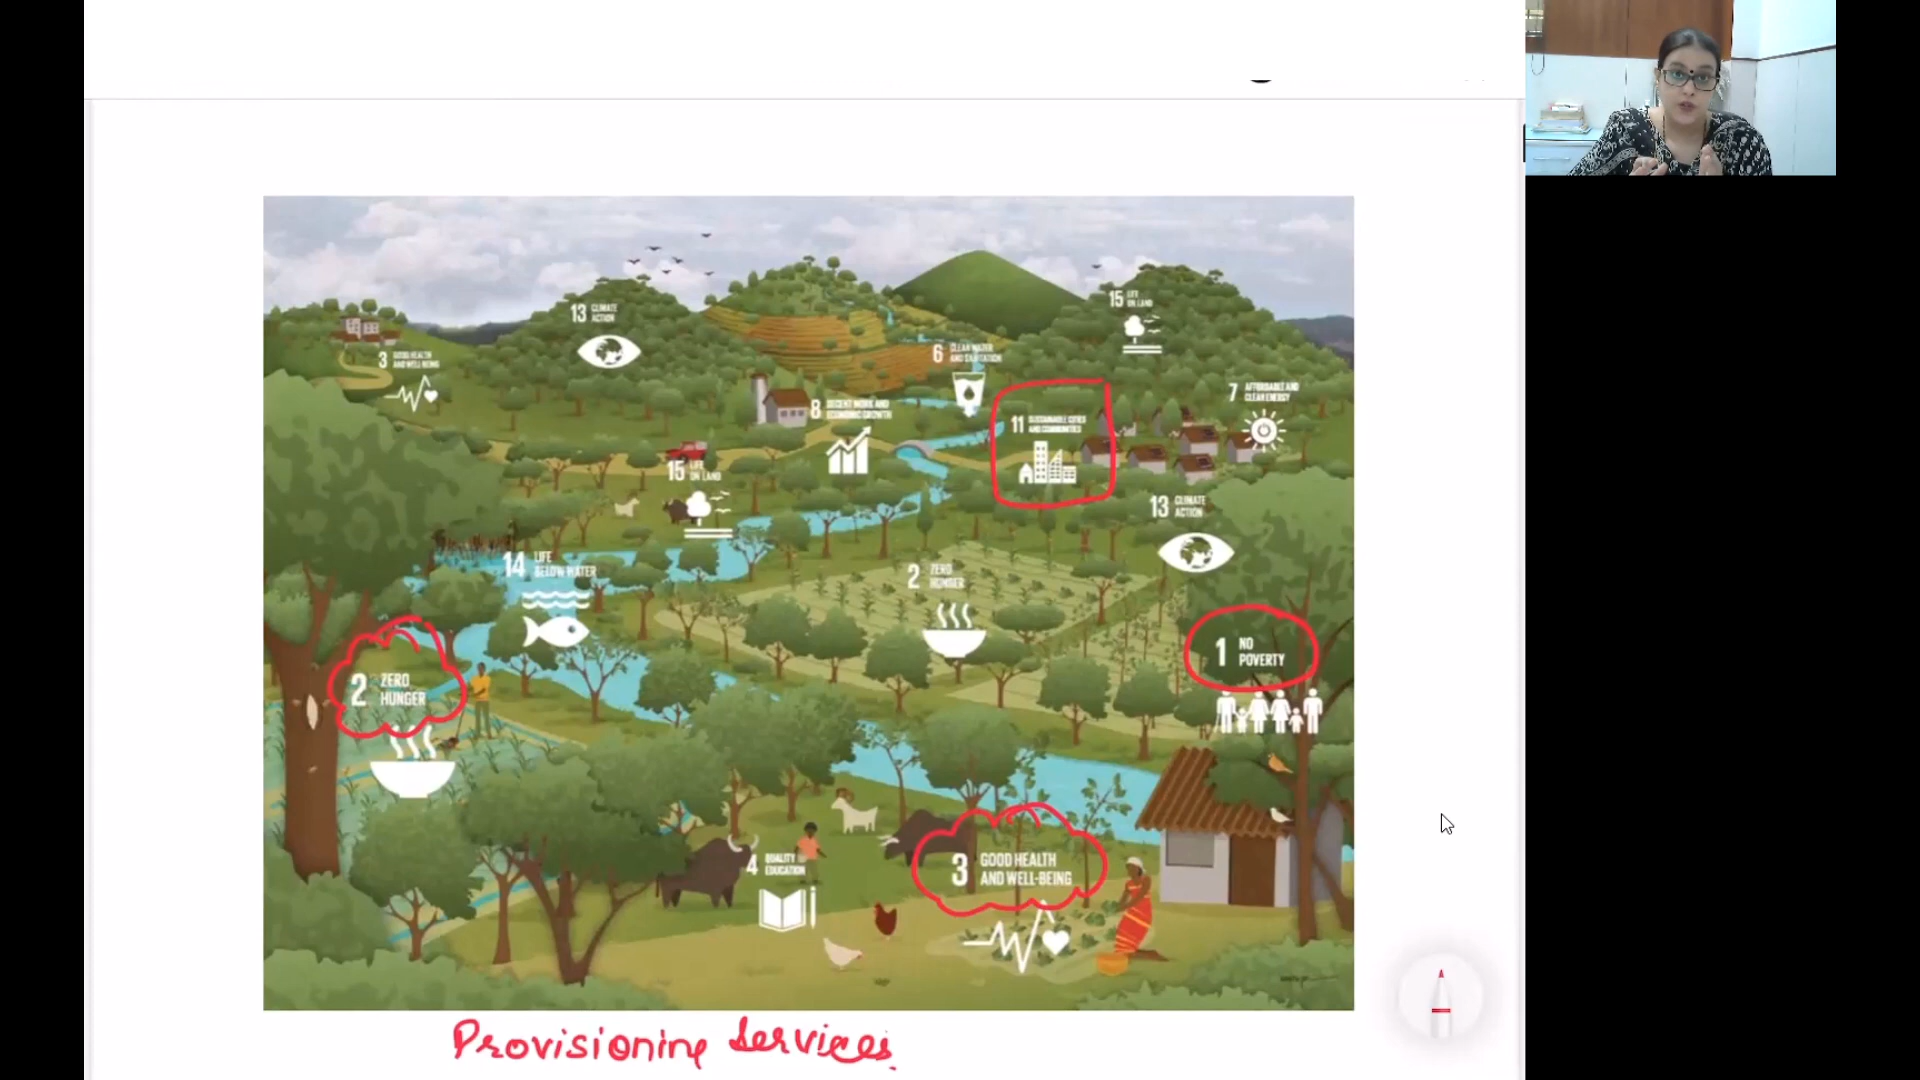 13 CLIMATE
ACTION
15 LIFE
ON LAND
3 GOOD HEALTH
AND WELL-BEING
6 CLEAN WATER
AND SANITATION
7 AFFORDABLE AND
CLEAN ENERGY
8 DECENT WORK AND
ECONOMIC GROWTH
11 SUSTAINABLE CITIES
AND COMMUNITIES
15 LIFE
ON LAND
13 CLIMATE
ACTION
14 LIFE
BELOW WATER
2 ZERO
HUNGER
1 NO
POVERTY
2 ZERO
HUNGER
4 QUALITY
EDUCATION
3 GOOD HEALTH
AND WELL-BEING
Provisioning Services